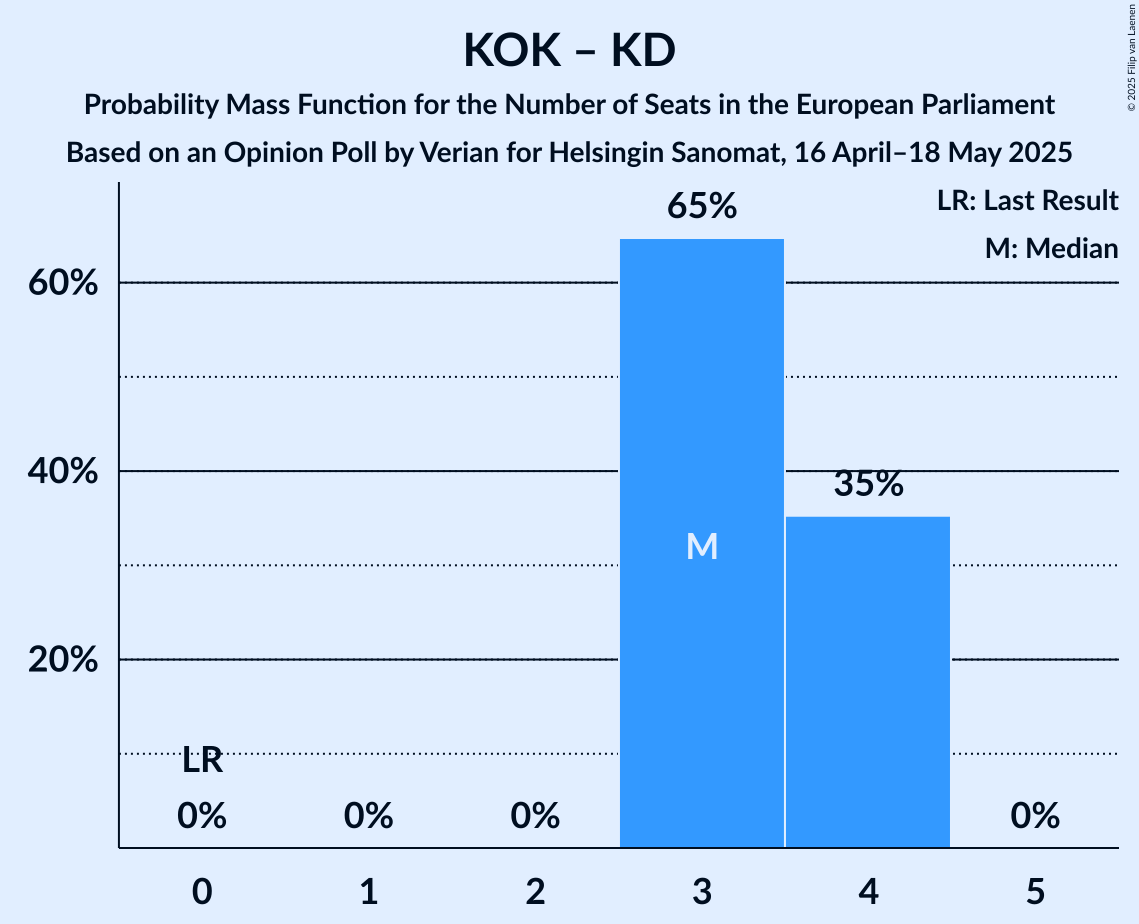 KOK – KD
Probability Mass Function for the Number of Seats in the European Parliament
Based on an Opinion Poll by Verian for Helsingin Sanomat, 16 April–18 May 2025
© 2025 Filip van Laenen
LR: Last Result
M: Median
65%
60%
40%
35%
M
20%
LR
0%
0%
0%
0%
0
1
2
3
4
5